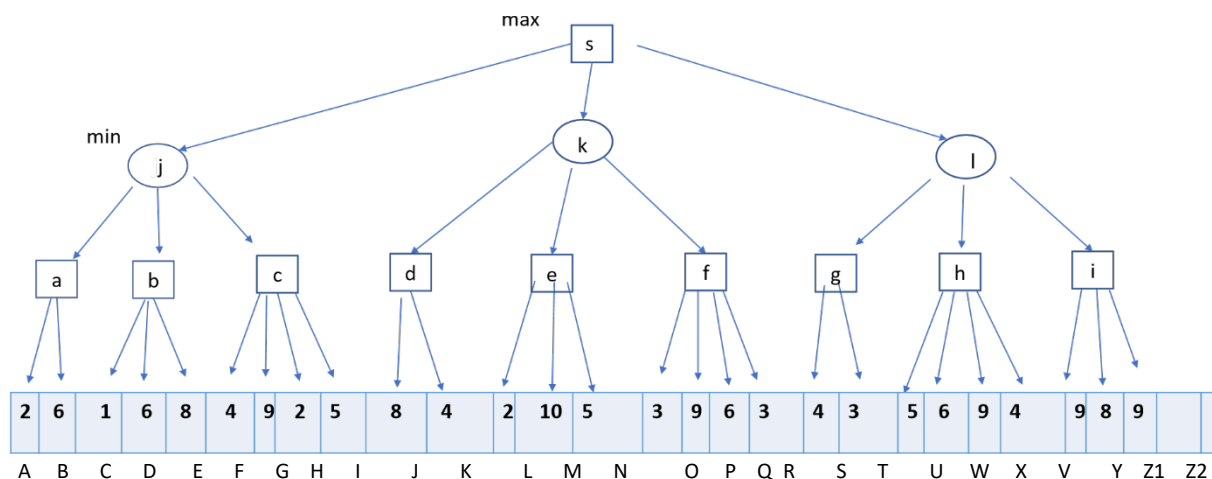 max
s
min
j
k
l
a b c d e f g h i
2 6 1 6 8 4 9 2 5 8 4 2 10 5 3 9 6 3 4 3 5 6 9 4 9 8 9
A B C D E F G H I J K L M N O P Q R S T U W X V Y Z1 Z2